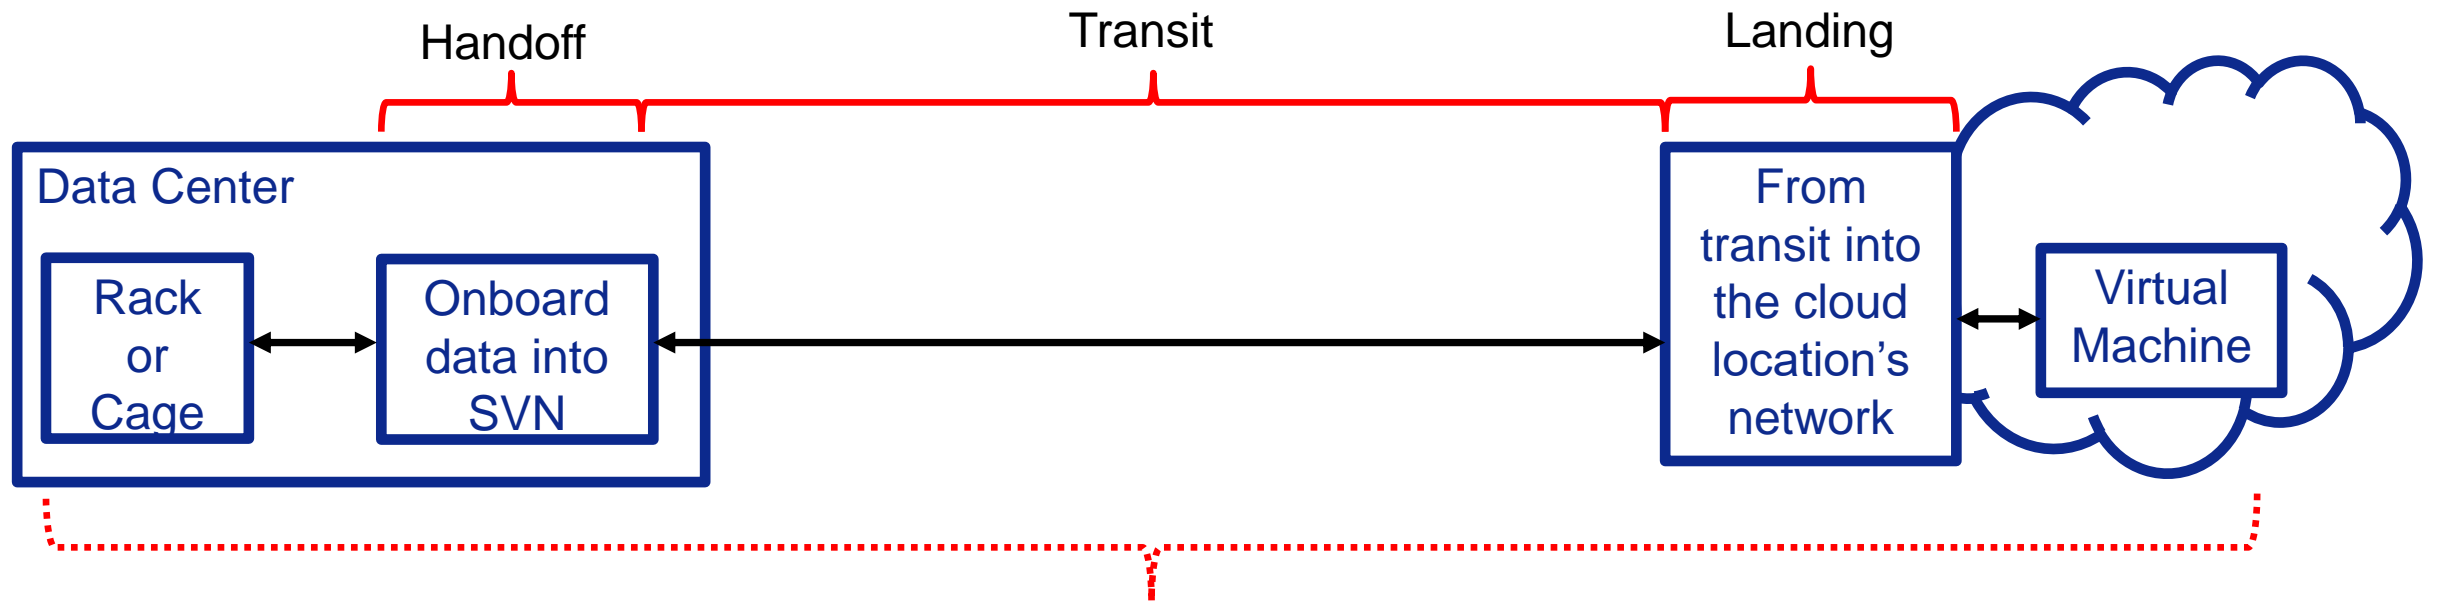 Handoff
Transit
Landing
Data Center
Rack
or
Cage
Onboard
data into
SVN
From
transit into
the cloud
location’s
network
Virtual
Machine